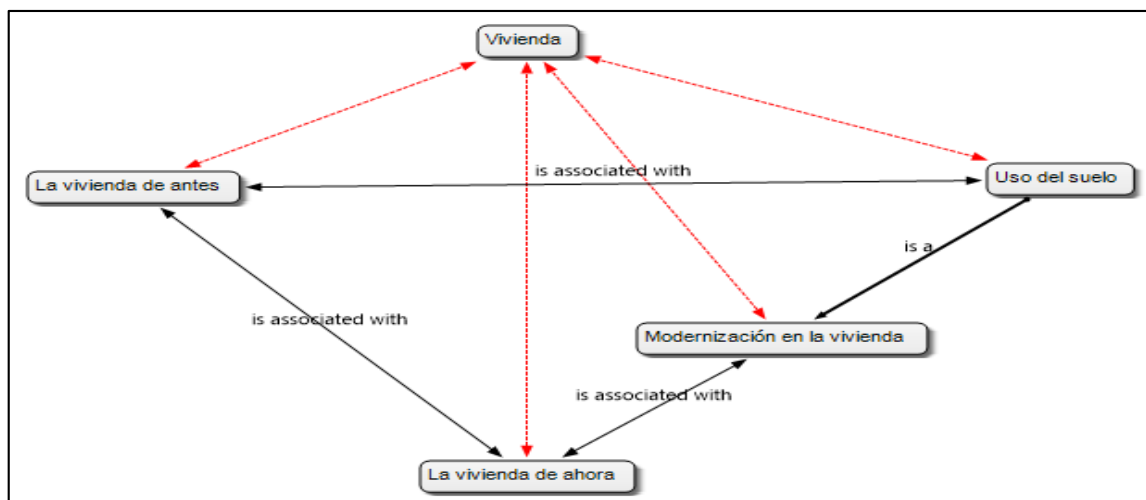 Vivienda
is associated with
La vivienda de antes
Uso del suelo
is a
is associated with
Modernización en la vivienda
is associated with
La vivienda de ahora